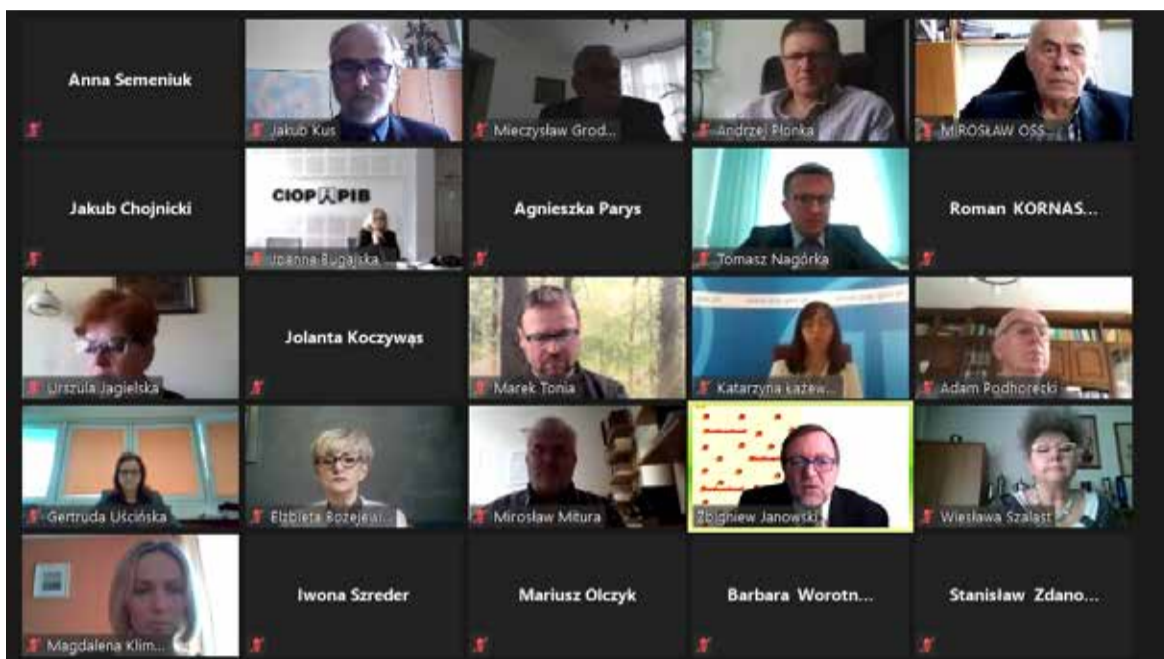 Anna Semeniuk
Jakub Kus
Mieczysław Grod...
Andrzej Płonka
MIROSŁAW OSS...
Jakub Chojnicki
CIOP PIB
Joanna Bugajska
Agnieszka Parys
Tomasz Nagórka
Roman KORNAS...
Urszula Jagielska
Jolanta Koczywąs
Marek Tonia
Katarzyna Łażew...
Adam Podhorecki
Gertruda Uścińska
Elżbieta Bożejewi...
Mirosław Mitura
Zbigniew Janowski
Wiesława Szalast
Magdalena Klim...
Iwona Szreder
Mariusz Olczyk
Barbara Worotn...
Stanisław Zdano...